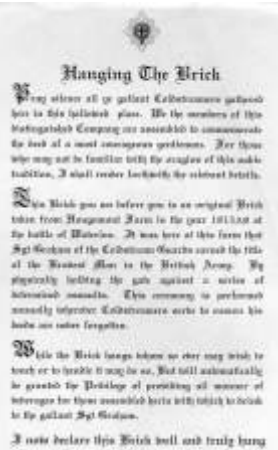 Hanging The Brick
Pray silence all ye gallant Coldstreamers gathered
here in this hallowed place. We the members of this
distinguished Company are assembled to commemorate
the deed of a most courageous gentleman. For those
who may not be familiar with the origins of this noble
tradition, I shall render forthwith the relevant details.
This Brick you see before you is an original Brick
taken from Hougoumont Farm in the year 1815 at
the battle of Waterloo. It was here at this farm that
Sgt Graham of the Coldstream Guards earned the title
of the Bravest Man in the British Army. By
physically holding the gate against a series of
determined assaults. This ceremony is performed
annually wherever Coldstreamers serve to ensure his
deeds are never forgotten.
While the Brick hangs whom so ever may wish to
touch or to handle it may do so, But will automatically
be granted the Privilege of providing all manner of
beverages for those assembled with which to drink
to the gallant Sgt Graham.
I now declare this Brick well and truly hung